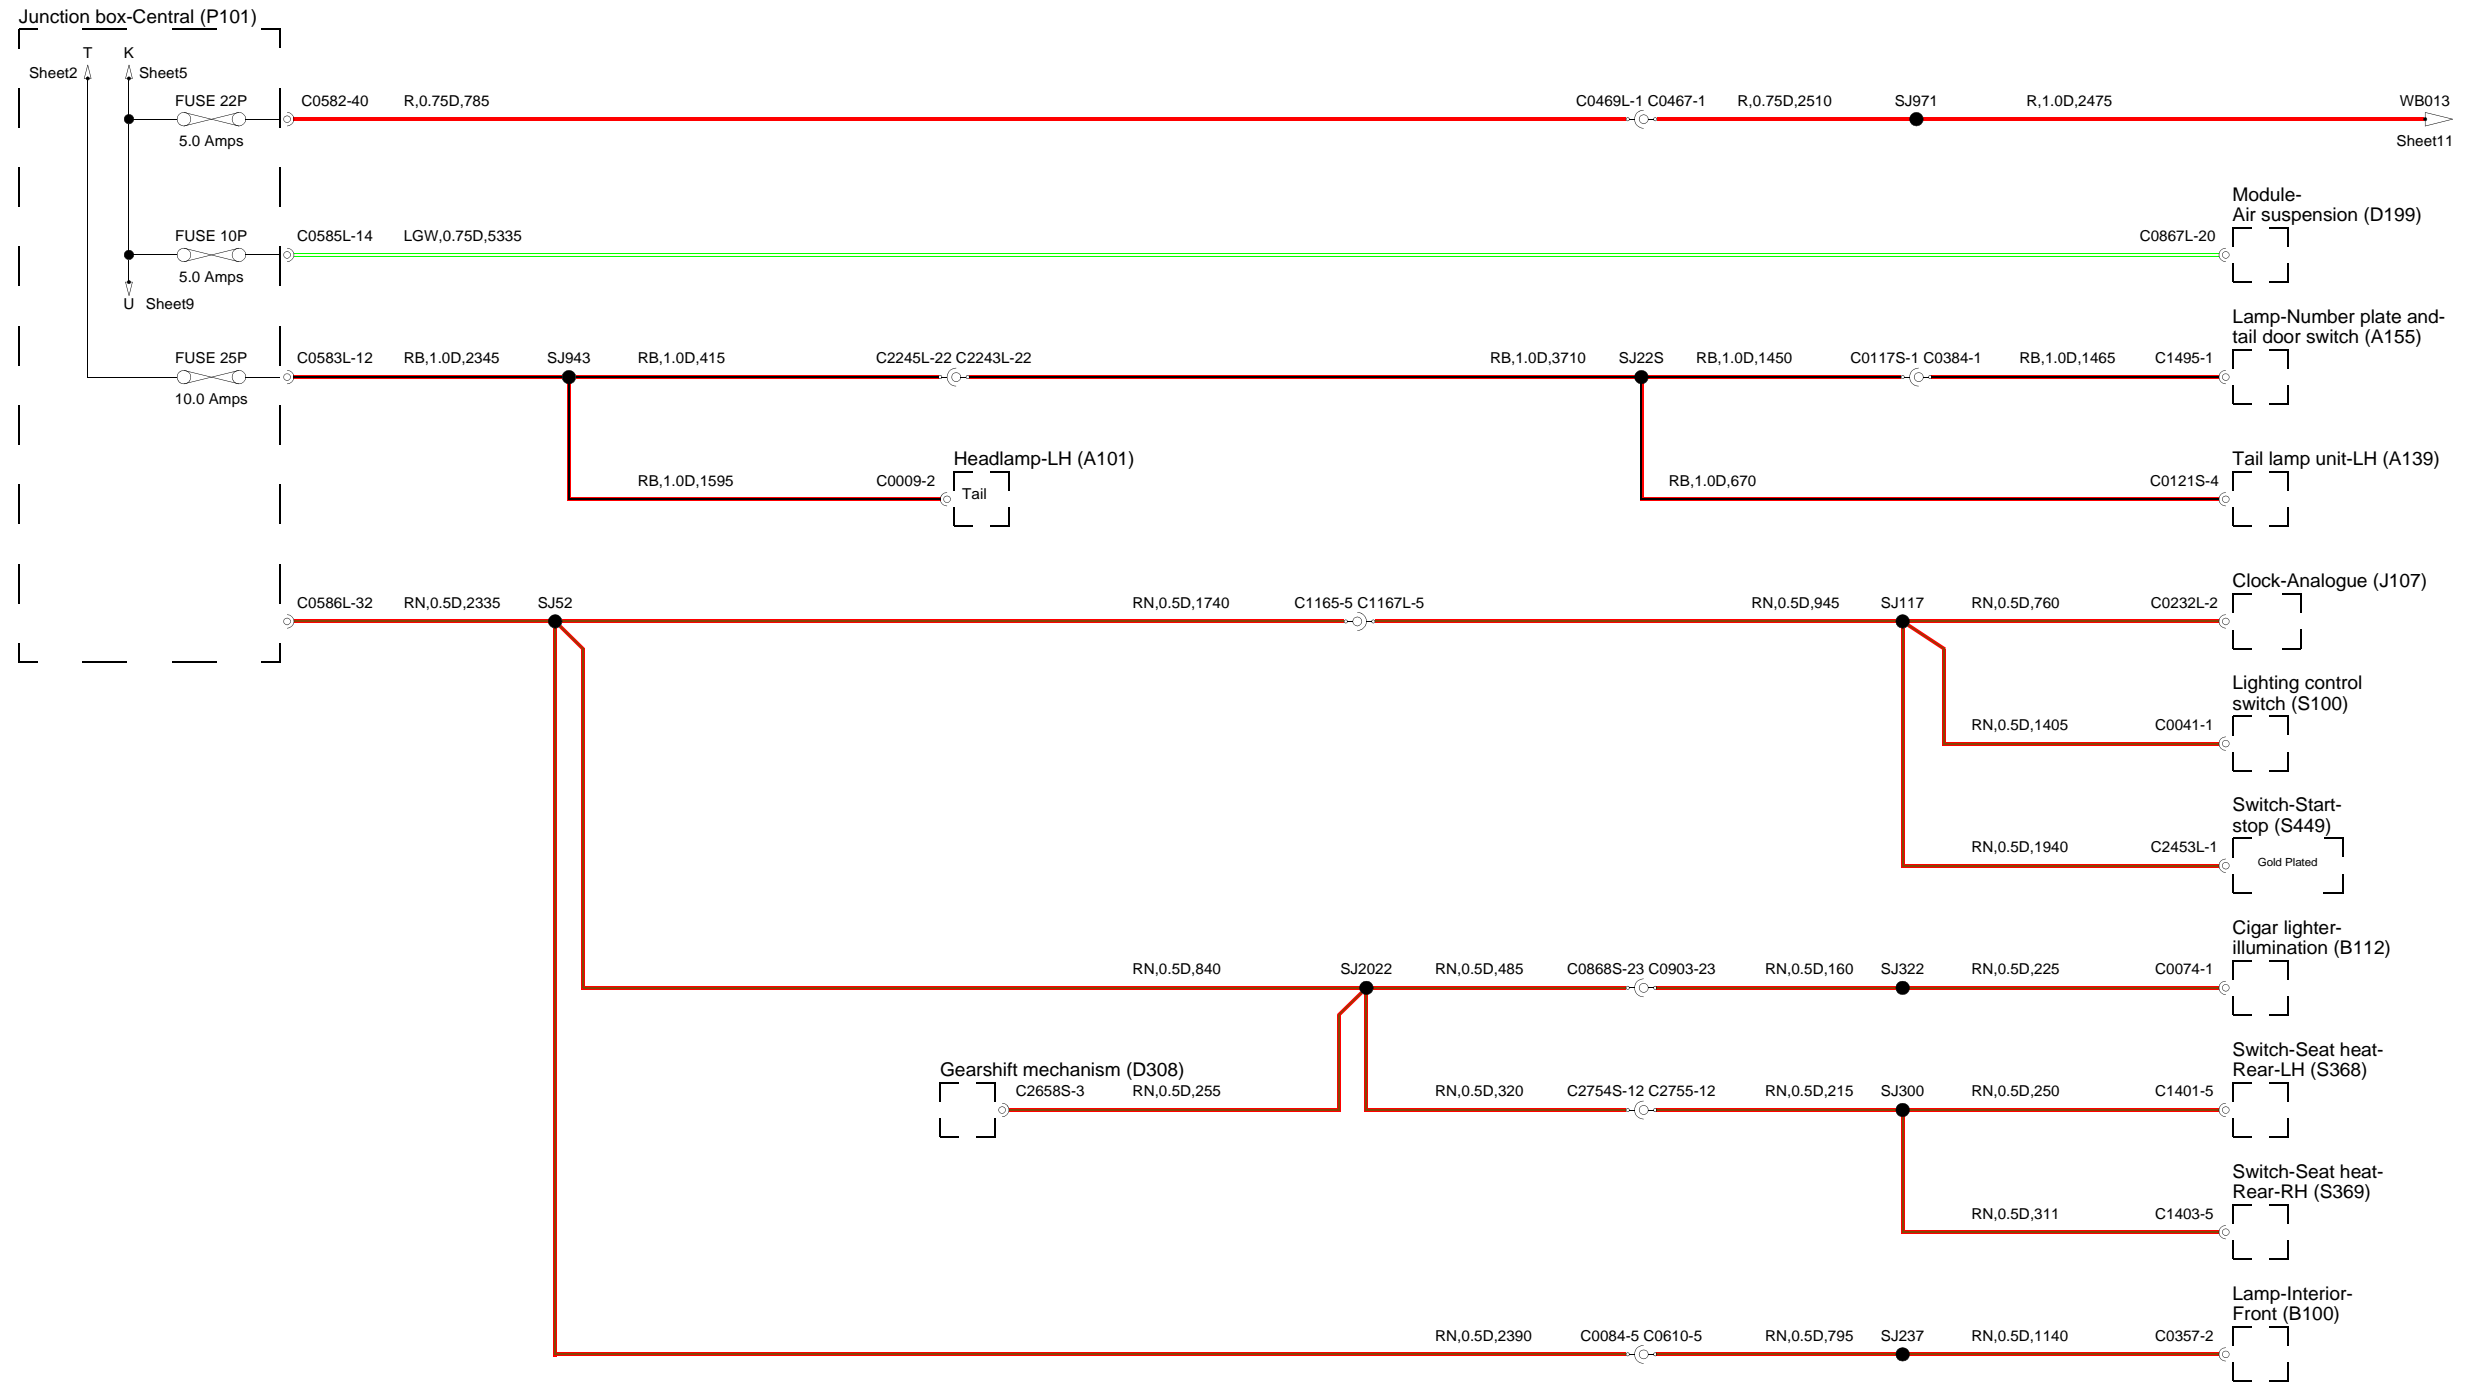 Junction box-Central (P101)
T K
Sheet2 Sheet5
FUSE 22P C0582-40 R,0.75D,785 C0469L-1 C0467-1 R,0.75D,2510 SJ971 R,1.0D,2475 WB013
5.0 Amps Sheet11
Module-
Air suspension (D199)
FUSE 10P C0585L-14 LGW,0.75D,5335 C0867L-20
5.0 Amps
U Sheet9
Lamp-Number plate and-
tail door switch (A155)
FUSE 25P C0583L-12 RB,1.0D,2345 SJ943 RB,1.0D,415 C2245L-22 C2243L-22 RB,1.0D,3710 SJ22S RB,1.0D,1450 C0117S-1 C0384-1 RB,1.0D,1465 C1495-1
10.0 Amps
Headlamp-LH (A101) Tail lamp unit-LH (A139)
RB,1.0D,1595 C0009-2 RB,1.0D,670 C0121S-4
Tail
Clock-Analogue (J107)
C0586L-32 RN,0.5D,2335 SJ52 RN,0.5D,1740 C1165-5 C1167L-5 RN,0.5D,945 SJ117 RN,0.5D,760 C0232L-2
Lighting control
switch (S100)
RN,0.5D,1405 C0041-1
Switch-Start-
stop (S449)
RN,0.5D,1940 C2453L-1
Gold Plated
Cigar lighter-
illumination (B112)
RN,0.5D,840 SJ2022 RN,0.5D,485 C0868S-23 C0903-23 RN,0.5D,160 SJ322 RN,0.5D,225 C0074-1
Switch-Seat heat-
Gearshift mechanism (D308) Rear-LH (S368)
C2658S-3 RN,0.5D,255 RN,0.5D,320 C2754S-12 C2755-12 RN,0.5D,215 SJ300 RN,0.5D,250 C1401-5
Switch-Seat heat-
Rear-RH (S369)
RN,0.5D,311 C1403-5
Lamp-Interior-
Front (B100)
RN,0.5D,2390 C0084-5 C0610-5 RN,0.5D,795 SJ237 RN,0.5D,1140 C0357-2